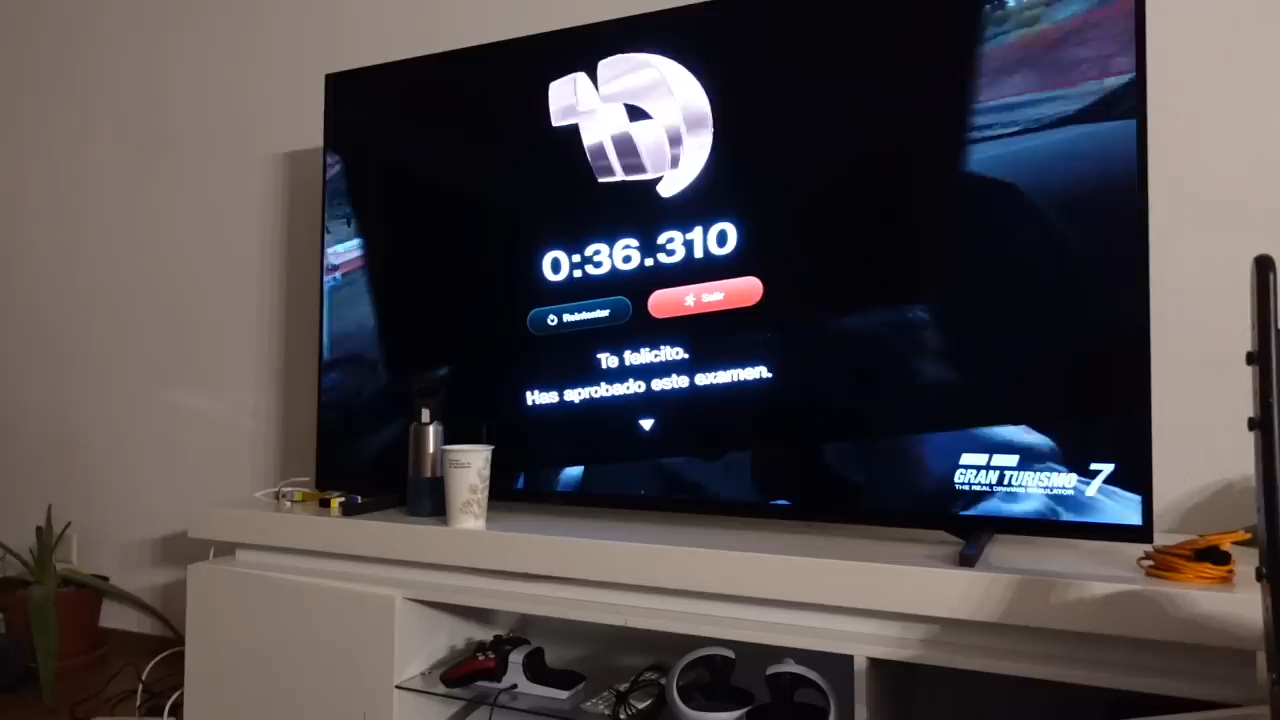 0:36.310
Reintentar
Salir
Te felicito.
Has aprobado este examen.
GRAN TURISMO 7
THE REAL DRIVING SIMULATOR